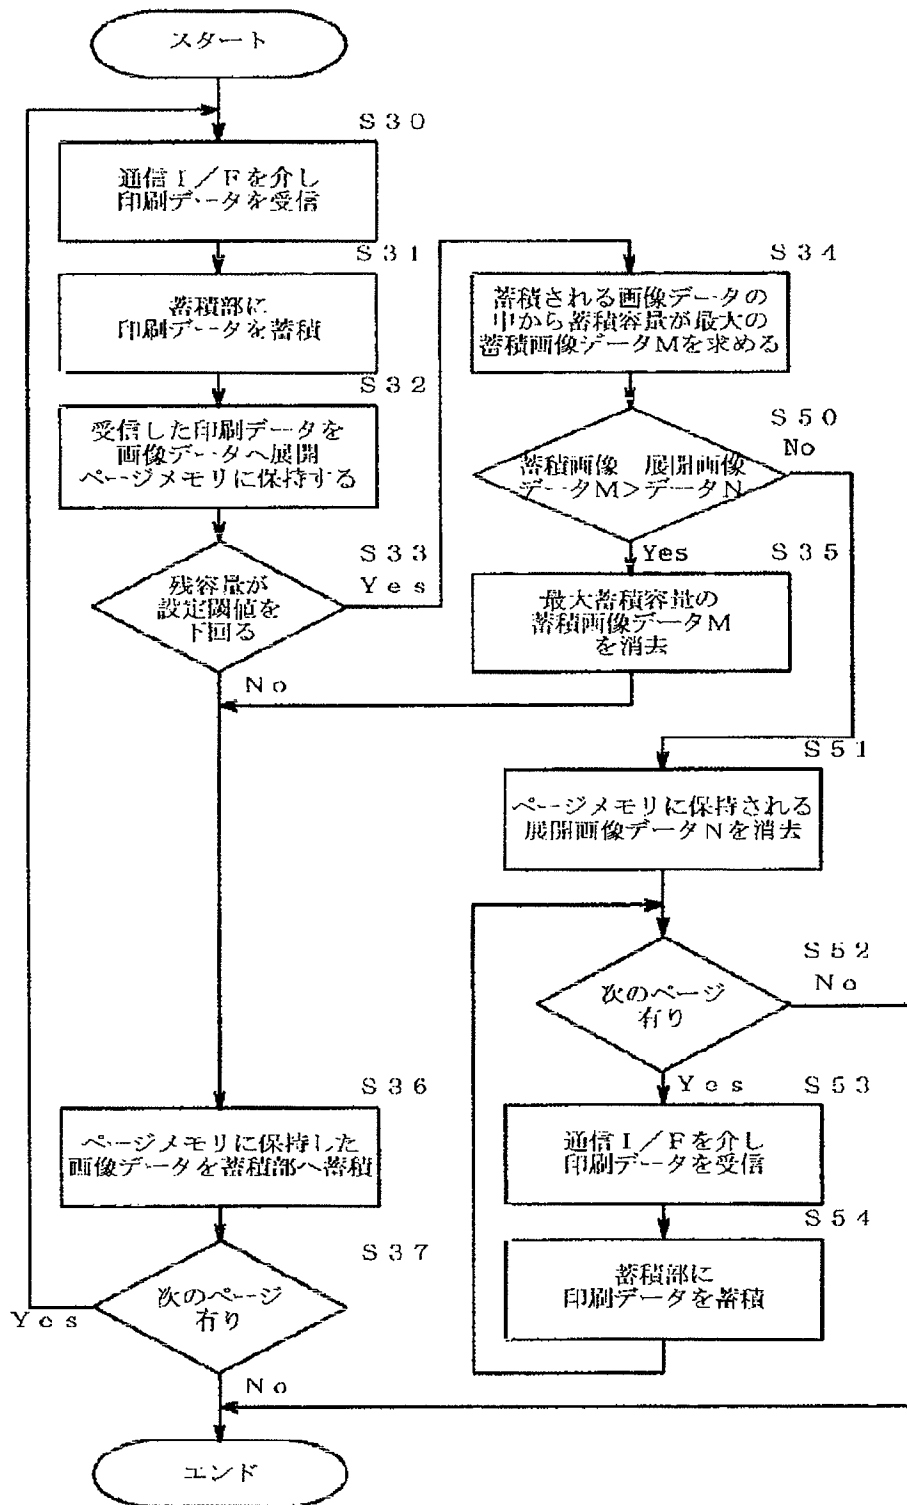 スタート
S30
通信I/Fを介し
印刷データを受信
S31
蓄積部に
印刷データを蓄積
S32
受信した印刷データを
画像データへ展開
ページメモリに保持する
S33
Yes
残容量が
設定閾値を
下回る
No
S34
蓄積される画像データの
中から蓄積容量が最大の
蓄積画像データMを求める
S50
No
蓄積画像 展開画像
データM>データN
Yes
S35
最大蓄積容量の
蓄積画像データM
を消去
S51
ページメモリに保持される
展開画像データNを消去
S52
No
次のページ
有り
Yes
S53
通信I/Fを介し
印刷データを受信
S54
蓄積部に
印刷データを蓄積
S36
ページメモリに保持した
画像データを蓄積部へ蓄積
S37
次のページ
有り
Yes
No
エンド